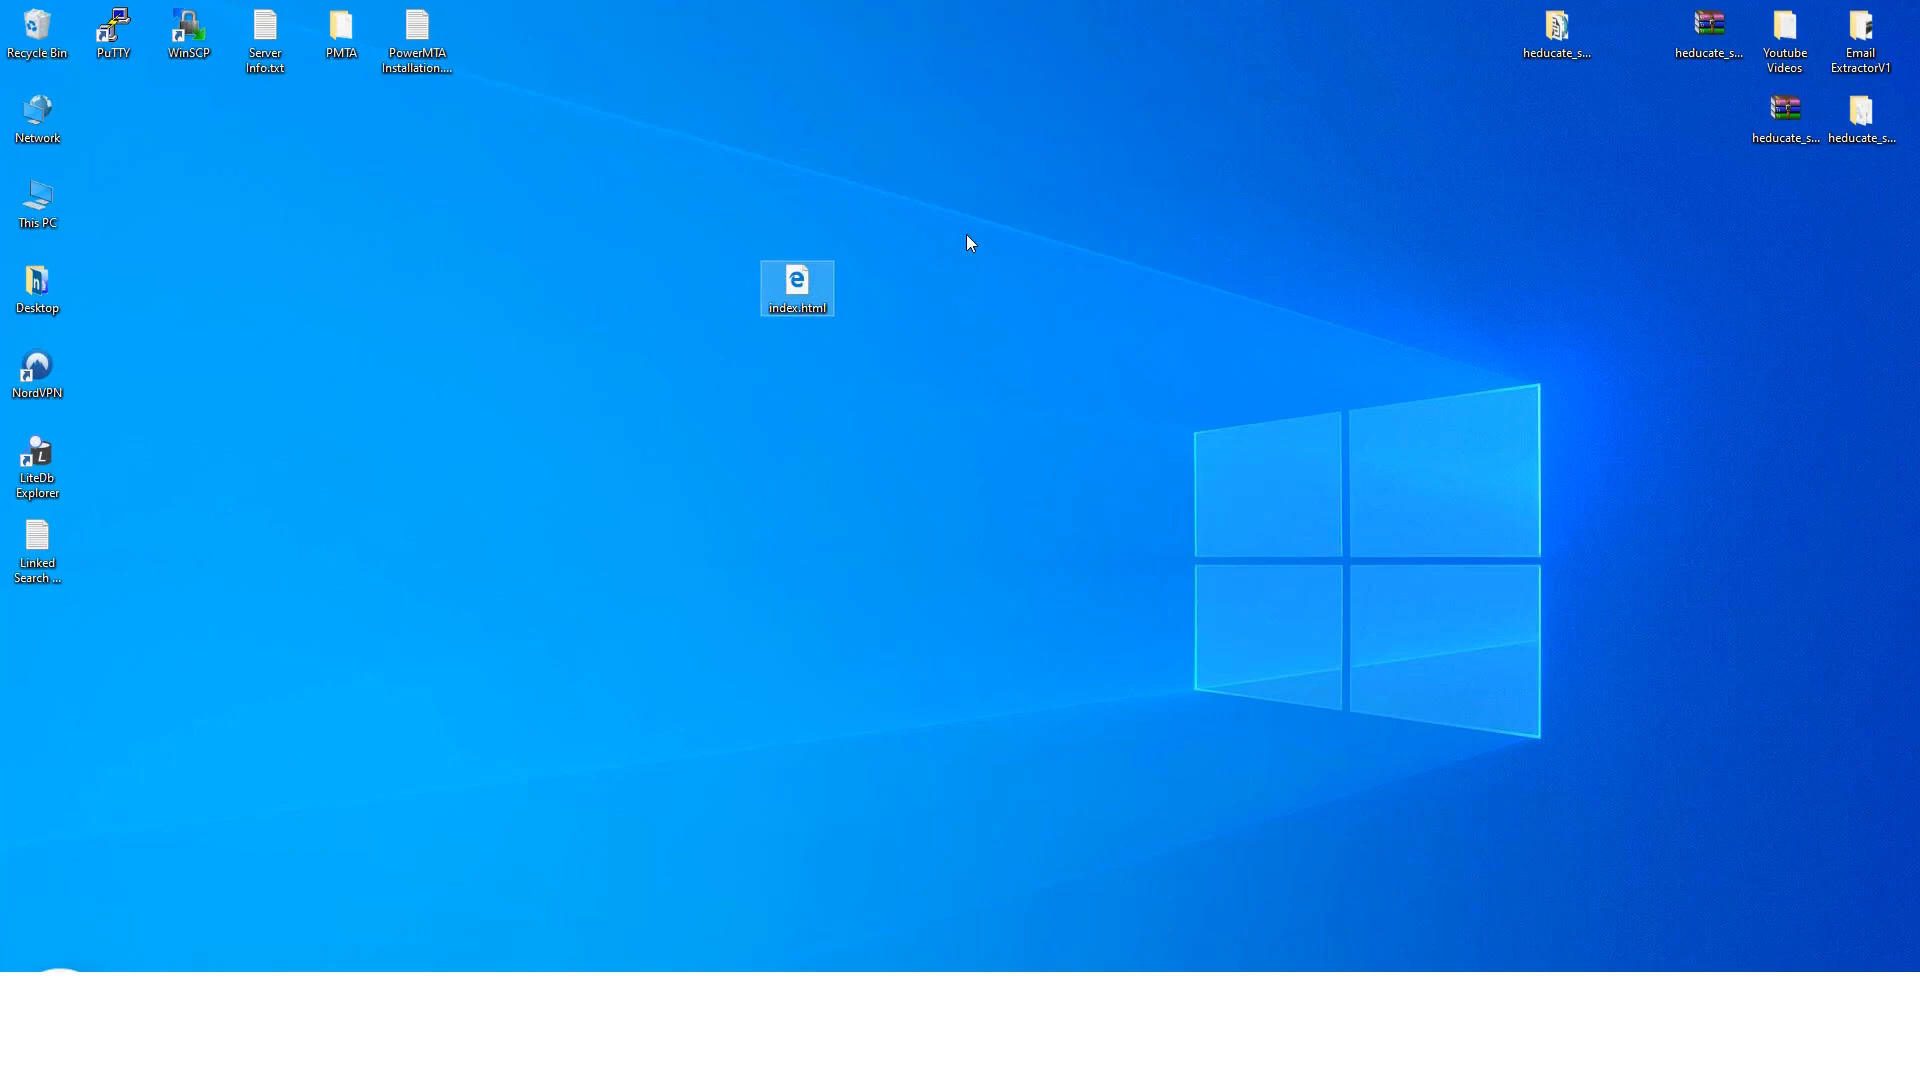 Recycle Bin
PuTTY
WinSCP
Server
Info.txt
PMTA
PowerMTA
Installation....
heducate_s...
heducate_s...
Youtube
Videos
Email
ExtractorV1
Network
heducate_s...
heducate_s...
This PC
Desktop
index.html
NordVPN
LiteDb
Explorer
Linked
Search ...